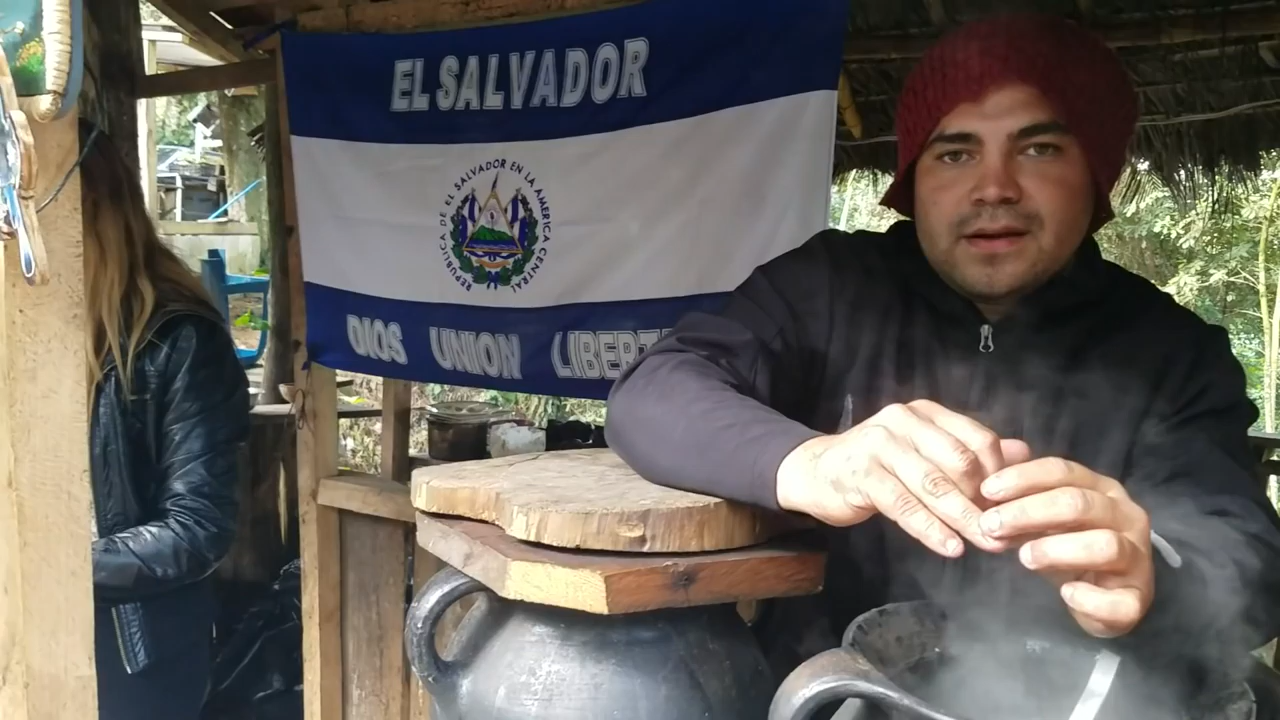 EL SALVADOR
REPUBLICA DE EL SALVADOR EN LA AMERICA CENTRAL
DIOS UNION LIBERT